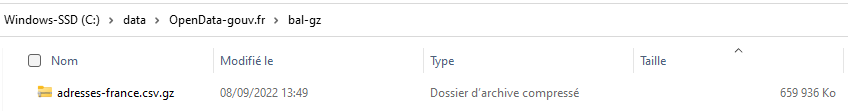 Windows-SSD (C:) > data > OpenData-gouv.fr > bal-gz
Nom Modifié le Type Taille
adresses-france.csv.gz 08/09/2022 13:49 Dossier d'archive compressé 659 936 Ko